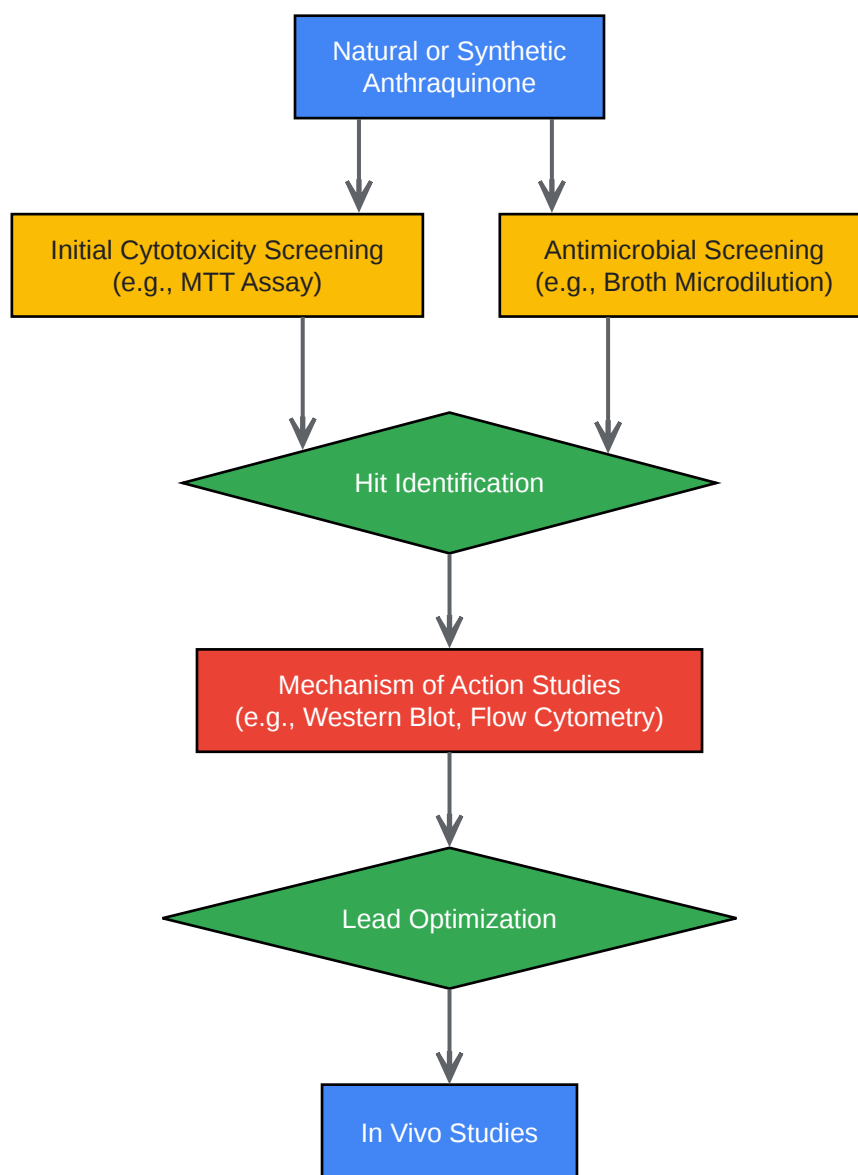 Natural or Synthetic
Anthraquinone
Initial Cytotoxicity Screening
(e.g., MTT Assay)
Antimicrobial Screening
(e.g., Broth Microdilution)
Hit Identification
Mechanism of Action Studies
(e.g., Western Blot, Flow Cytometry)
Lead Optimization
In Vivo Studies